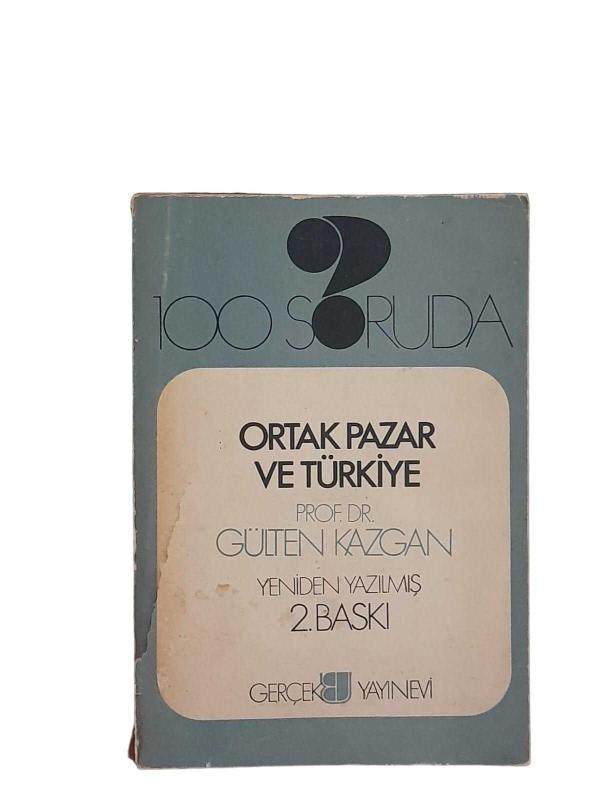 100 SORUDA
ORTAK PAZAR
VE TÜRKİYE
PROF. DR.
GÜLTEN KAZGAN
YENİDEN YAZILMIŞ
2. BASKI
GERÇEK YAYINEVİ